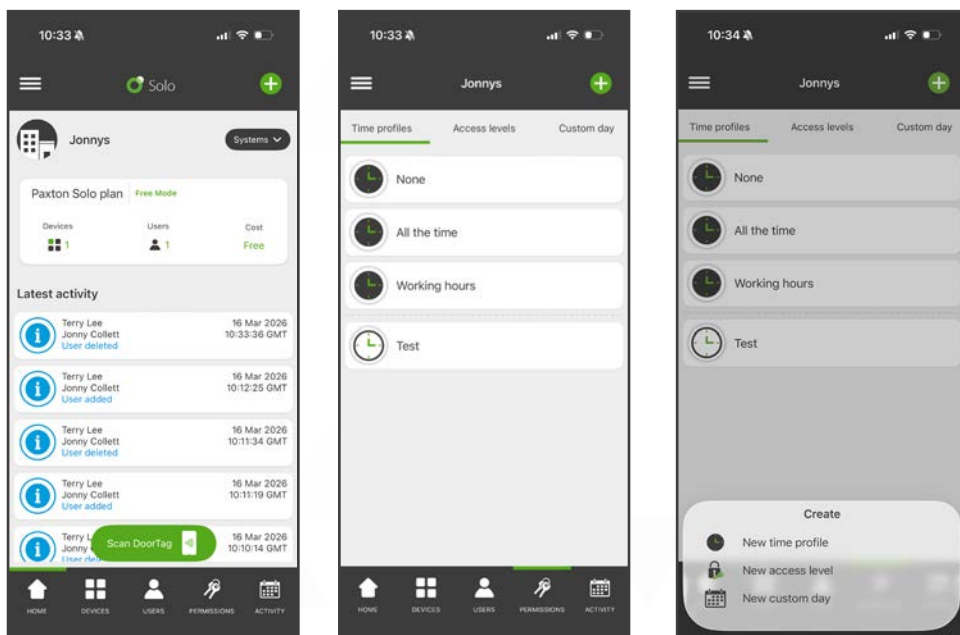 10:33
Solo
Jonnys
Systems
Paxton Solo plan Free Mode
Devices Users Cost
1 1 Free
Latest activity
Terry Lee 16 Mar 2026
Jonny Collett 10:33:36 GMT
User deleted
Terry Lee 16 Mar 2026
Jonny Collett 10:12:25 GMT
User added
Terry Lee 16 Mar 2026
Jonny Collett 10:11:34 GMT
User deleted
Terry Lee 16 Mar 2026
Jonny Collett 10:11:19 GMT
User added
Terry 16 Mar 2026
Jonny 10:10:14 GMT
User
Scan DoorTag
HOME DEVICES USERS PERMISSIONS ACTIVITY
10:33
Jonnys
Time profiles Access levels Custom day
None
All the time
Working hours
Test
HOME DEVICES USERS PERMISSIONS ACTIVITY
10:34
Jonnys
Time profiles Access levels Custom day
None
All the time
Working hours
Test
Create
New time profile
New access level
New custom day